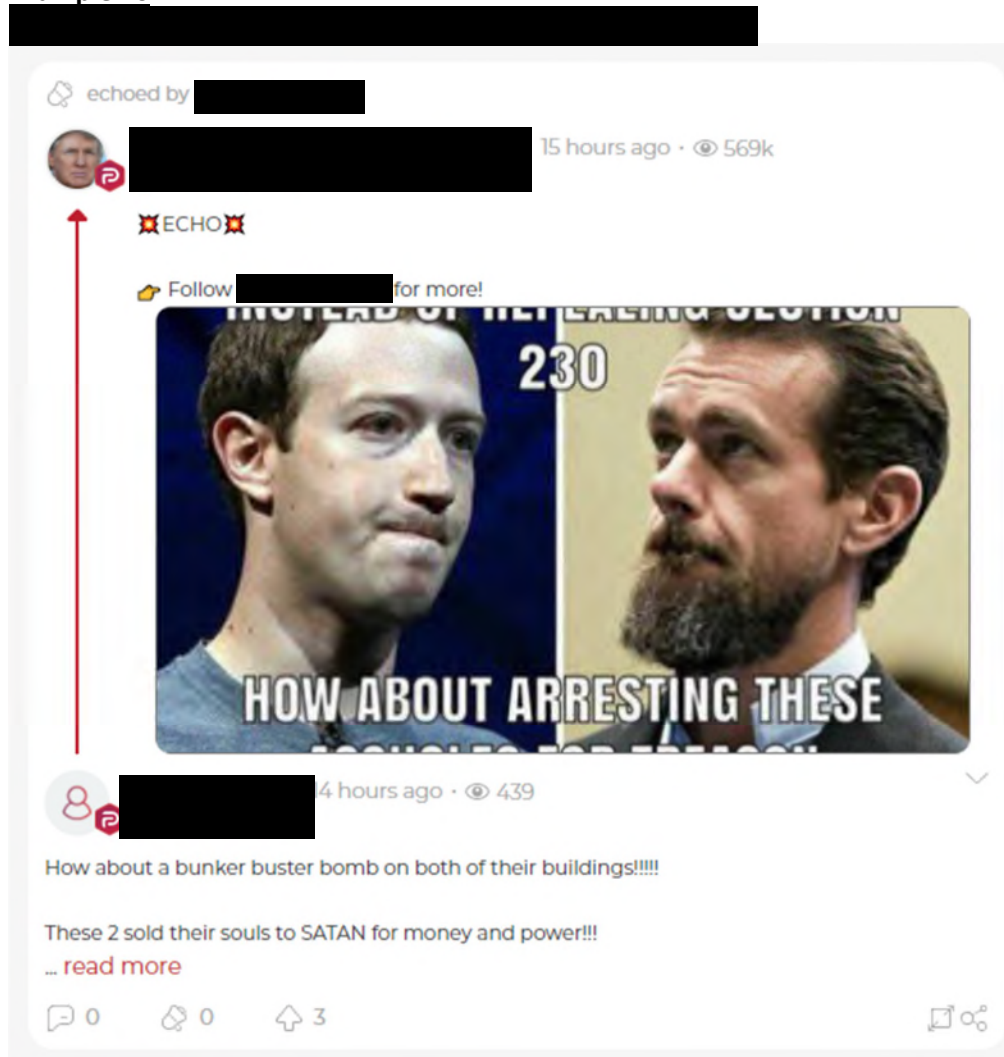 echoed by
15 hours ago · 569k
💥ECHO💥
👉 Follow for more!
230
HOW ABOUT ARRESTING THESE
14 hours ago · 439
How about a bunker buster bomb on both of their buildings!!!!!
These 2 sold their souls to SATAN for money and power!!!
... read more
0 0 3